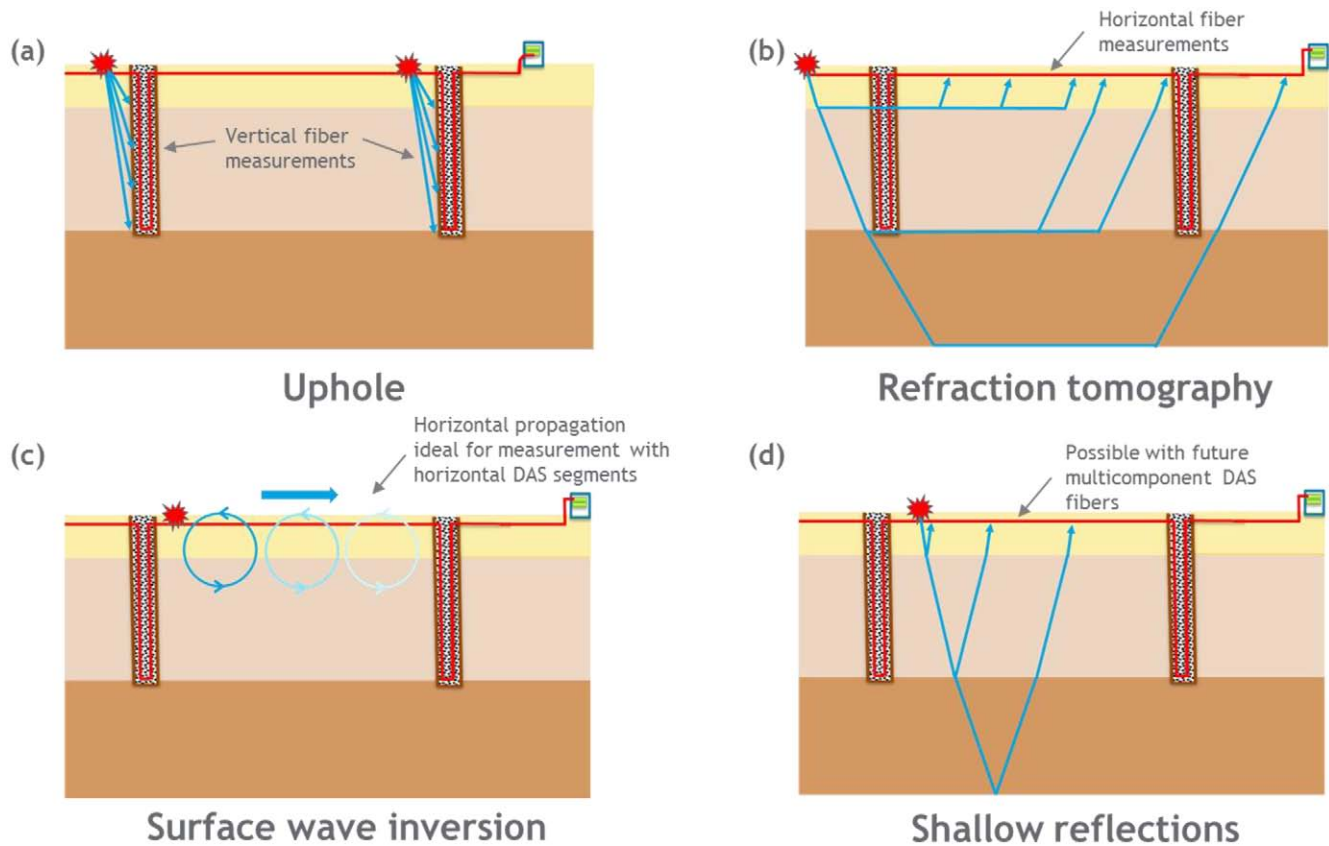 (a)
Vertical fiber
measurements
Uphole
(b)
Horizontal fiber
measurements
Refraction tomography
(c)
Horizontal propagation
ideal for measurement with
horizontal DAS segments
Surface wave inversion
(d)
Possible with future
multicomponent DAS
fibers
Shallow reflections